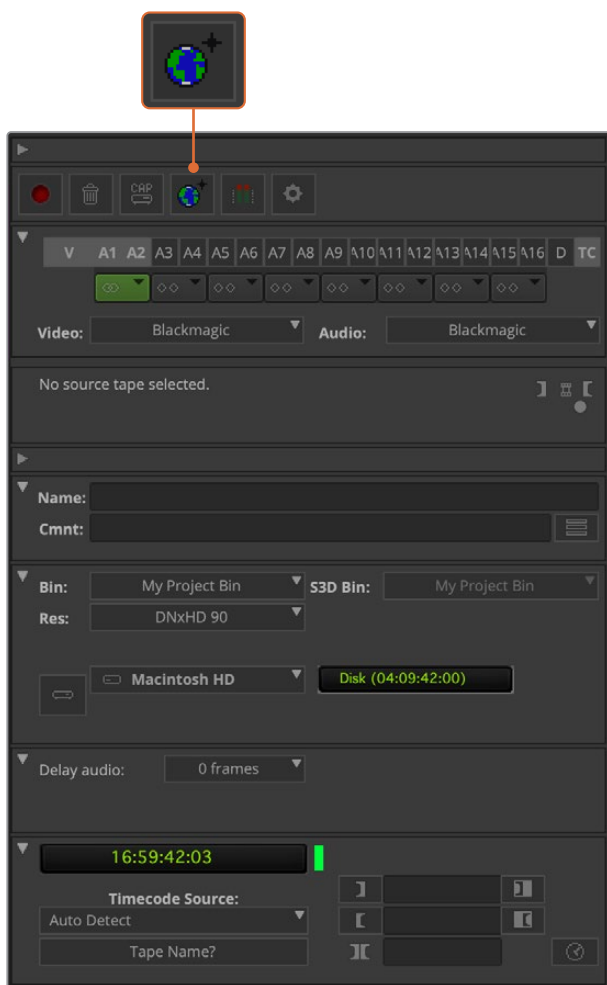 CAP
V A1 A2 A3 A4 A5 A6 A7 A8 A9 A10 A11 A12 A13 A14 A15 A16 D TC
Video: Blackmagic Audio: Blackmagic
No source tape selected.
Name:
Cmnt:
Bin: My Project Bin S3D Bin: My Project Bin
Res: DNxHD 90
Macintosh HD Disk (04:09:42:00)
Delay audio: 0 frames
16:59:42:03
Timecode Source:
Auto Detect
Tape Name?